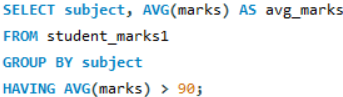 SELECT subject, AVG(marks) AS avg_marks
FROM student_marks1
GROUP BY subject
HAVING AVG(marks) > 90;